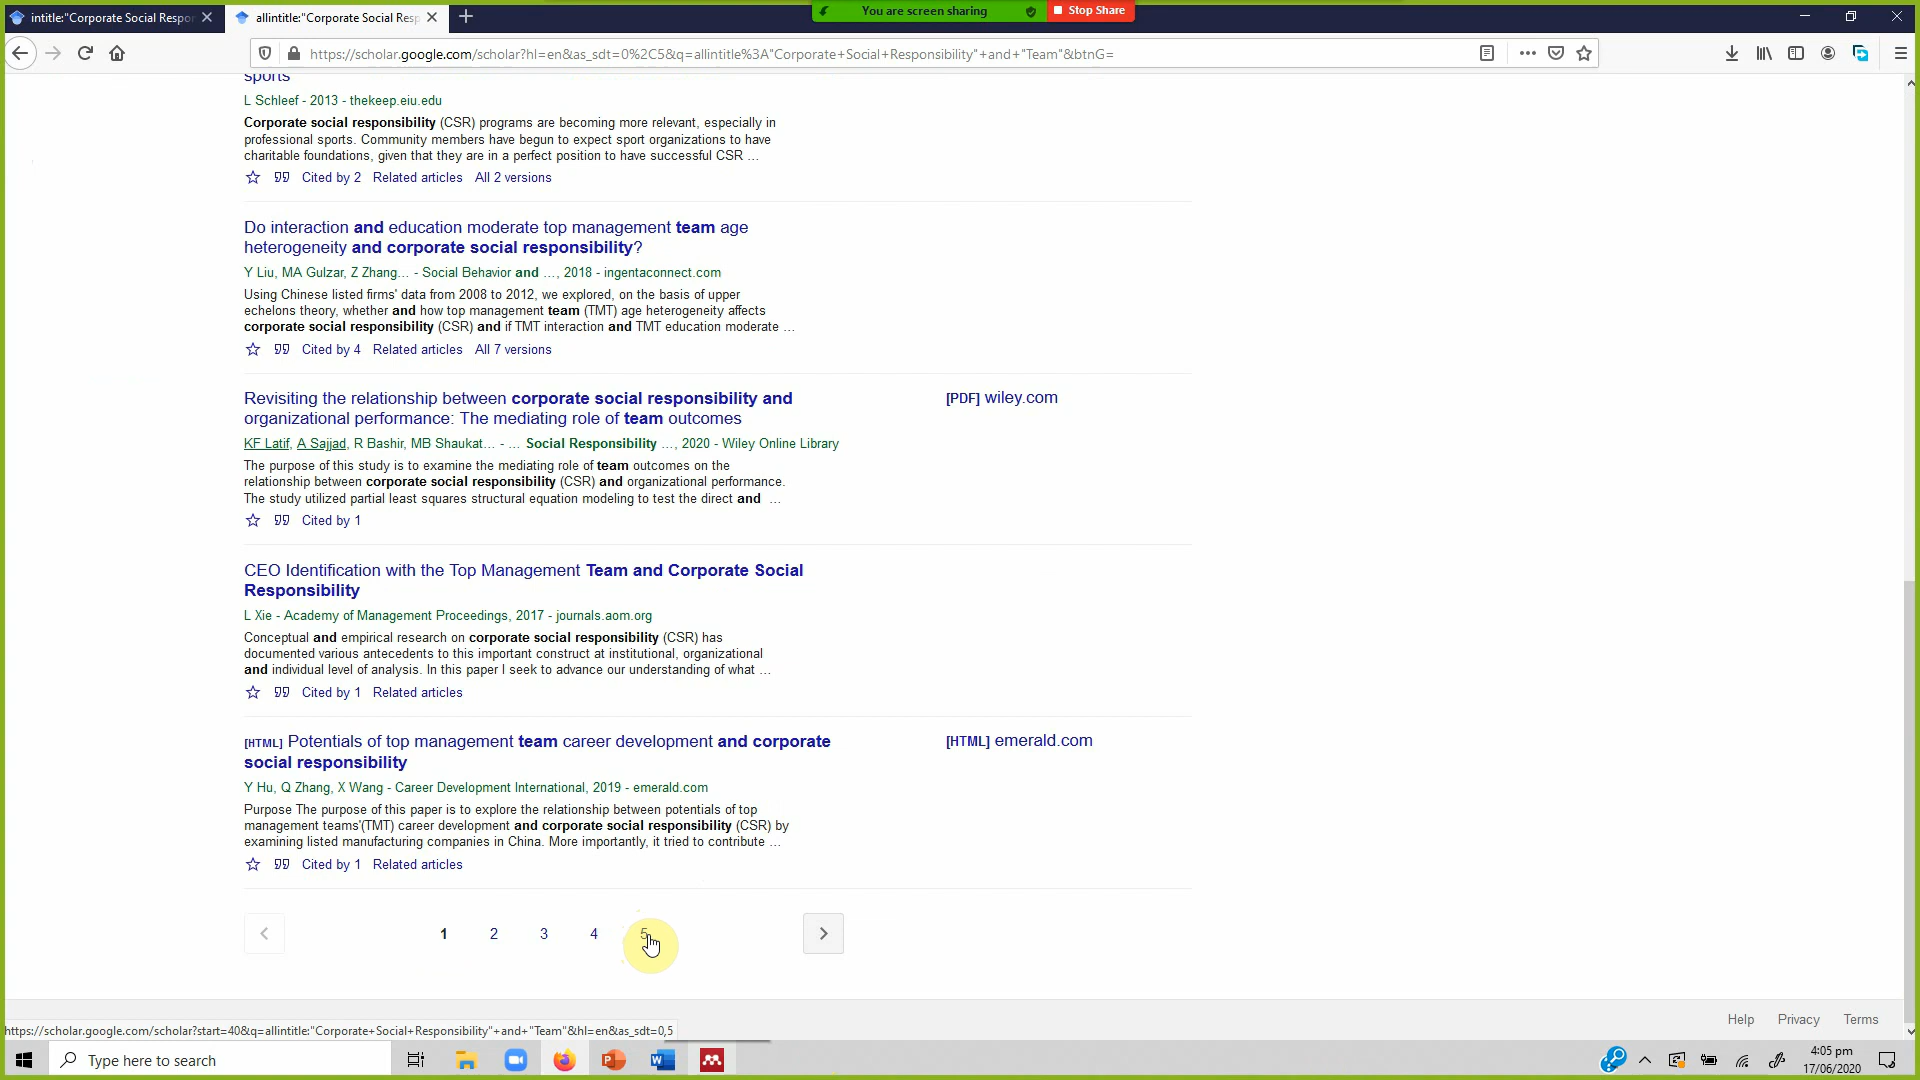 intitle:"Corporate Social Respor
allintitle:"Corporate Social Resp
You are screen sharing
Stop Share
https://scholar.google.com/scholar?hl=en&as_sdt=0%2C5&q=allintitle%3A"Corporate+Social+Responsibility"+and+"Team"&btnG=
sports
L Schleef - 2013 - thekeep.eiu.edu
Corporate social responsibility (CSR) programs are becoming more relevant, especially in
professional sports. Community members have begun to expect sport organizations to have
charitable foundations, given that they are in a perfect position to have successful CSR ...
Cited by 2 Related articles All 2 versions
Do interaction and education moderate top management team age
heterogeneity and corporate social responsibility?
Y Liu, MA Gulzar, Z Zhang... - Social Behavior and ..., 2018 - ingentaconnect.com
Using Chinese listed firms' data from 2008 to 2012, we explored, on the basis of upper
echelons theory, whether and how top management team (TMT) age heterogeneity affects
corporate social responsibility (CSR) and if TMT interaction and TMT education moderate ...
Cited by 4 Related articles All 7 versions
Revisiting the relationship between corporate social responsibility and
organizational performance: The mediating role of team outcomes
[PDF] wiley.com
KF Latif, A Sajjad, R Bashir, MB Shaukat... - ... Social Responsibility ..., 2020 - Wiley Online Library
The purpose of this study is to examine the mediating role of team outcomes on the
relationship between corporate social responsibility (CSR) and organizational performance.
The study utilized partial least squares structural equation modeling to test the direct and ...
Cited by 1
CEO Identification with the Top Management Team and Corporate Social
Responsibility
L Xie - Academy of Management Proceedings, 2017 - journals.aom.org
Conceptual and empirical research on corporate social responsibility (CSR) has
documented various antecedents to this important construct at institutional, organizational
and individual level of analysis. In this paper I seek to advance our understanding of what ...
Cited by 1 Related articles
[HTML] Potentials of top management team career development and corporate
social responsibility
[HTML] emerald.com
Y Hu, Q Zhang, X Wang - Career Development International, 2019 - emerald.com
Purpose The purpose of this paper is to explore the relationship between potentials of top
management teams'(TMT) career development and corporate social responsibility (CSR) by
examining listed manufacturing companies in China. More importantly, it tried to contribute ...
Cited by 1 Related articles
1 2 3 4 5
Help Privacy Terms
https://scholar.google.com/scholar?start=40&q=allintitle:"Corporate+Social+Responsibility"+and+"Team"&hl=en&as_sdt=0,5
Type here to search
4:05 pm
17/06/2020